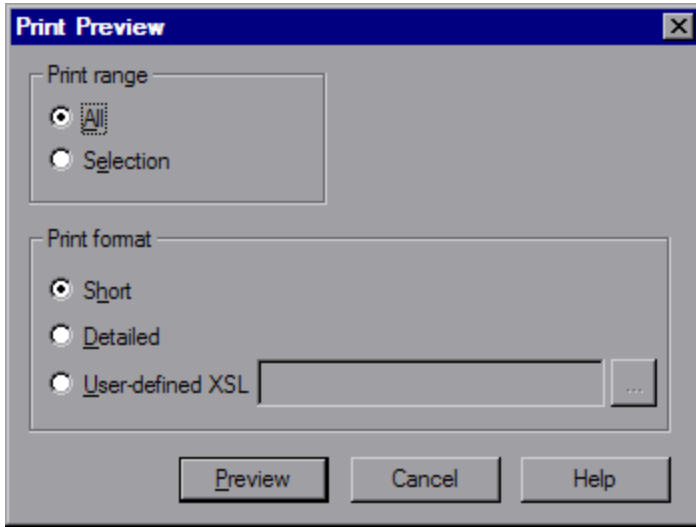 Print Preview
Print range
All
Selection
Print format
Short
Detailed
User-defined XSL ...
Preview Cancel Help